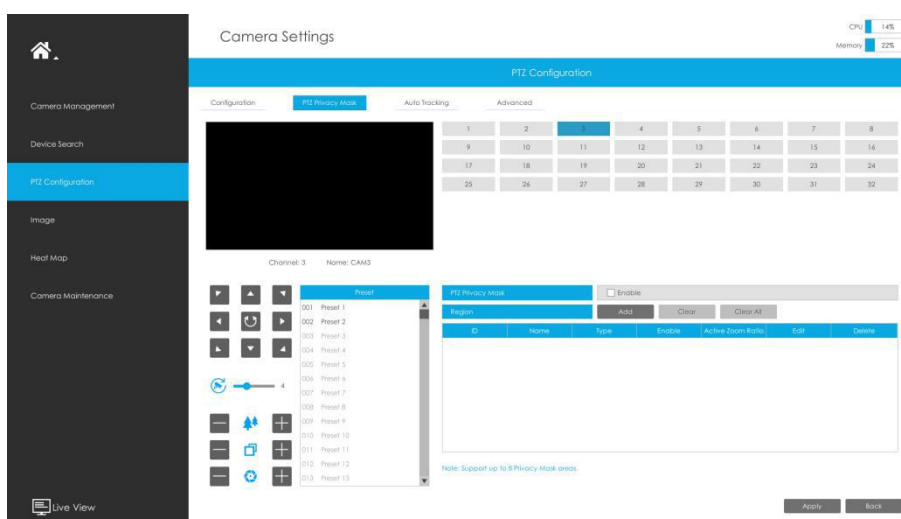 Camera Settings
CPU 14%
Memory 22%
PTZ Configuration
Camera Management
Device Search
PTZ Configuration
Image
Heat Map
Camera Maintenance
Live View
Configuration PTZ Privacy Mask Auto Tracking Advanced
1 2 3 4 5 6 7 8
9 10 11 12 13 14 15 16
17 18 19 20 21 22 23 24
25 26 27 28 29 30 31 32
Channel: 3 Name: CAM3
4
Preset
001 Preset 1
002 Preset 2
003 Preset 3
004 Preset 4
005 Preset 5
006 Preset 6
007 Preset 7
008 Preset 8
009 Preset 9
010 Preset 10
011 Preset 11
012 Preset 12
013 Preset 13
PTZ Privacy Mask Enable
Region Add Clear Clear All
ID Name Type Enable Active Zoom Ratio Edit Delete
Note: Support up to 8 Privacy Mask areas.
Apply Back